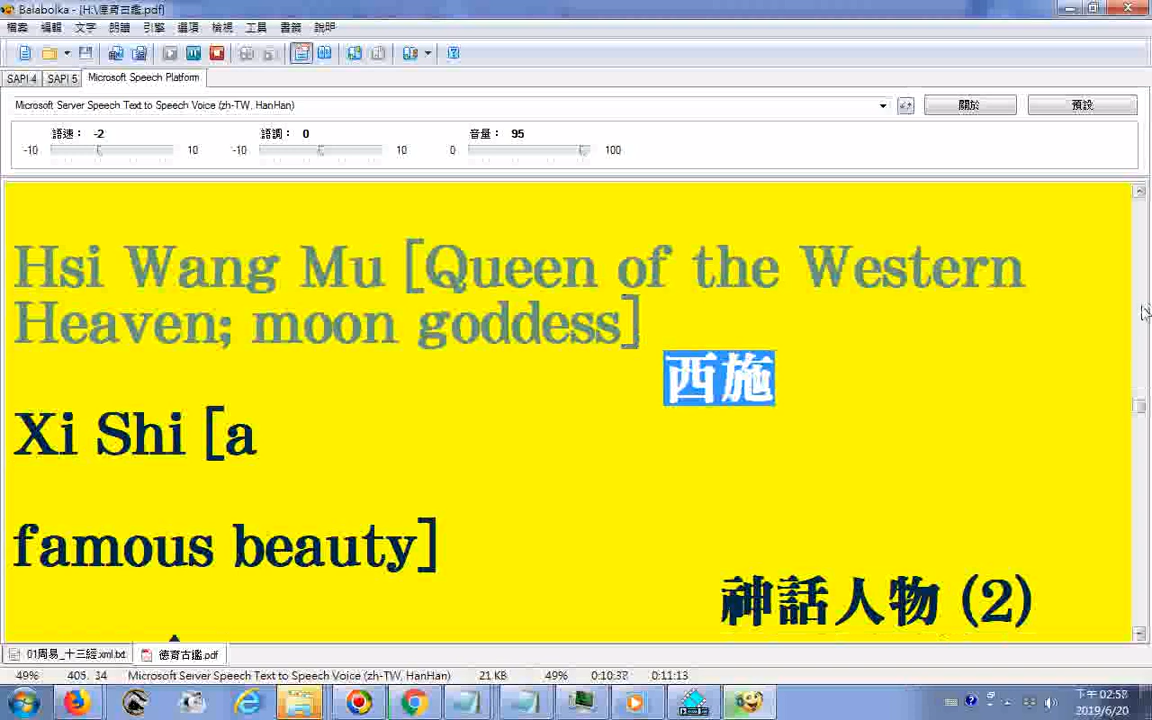 Balabolka - [H:\德育古鑑.pdf]
檔案 編輯 文字 朗讀 引擎 選項 檢視 工具 書籤 說明
SAPI 4 SAPI 5 Microsoft Speech Platform
Microsoft Server Speech Text to Speech Voice (zh-TW, HanHan) 關於 預設
語速： -2 語調： 0 音量： 95
-10 10 -10 10 0 100
Hsi Wang Mu [Queen of the Western
Heaven; moon goddess]
西施
Xi Shi [a
famous beauty]
神話人物 (2)
01周易_十三經.xml.txt 德育古鑑.pdf
49% 405: 34 Microsoft Server Speech Text to Speech Voice (zh-TW, HanHan) 21 KB 49% 0:10:37 0:11:13
下午 02:58
2019/6/20